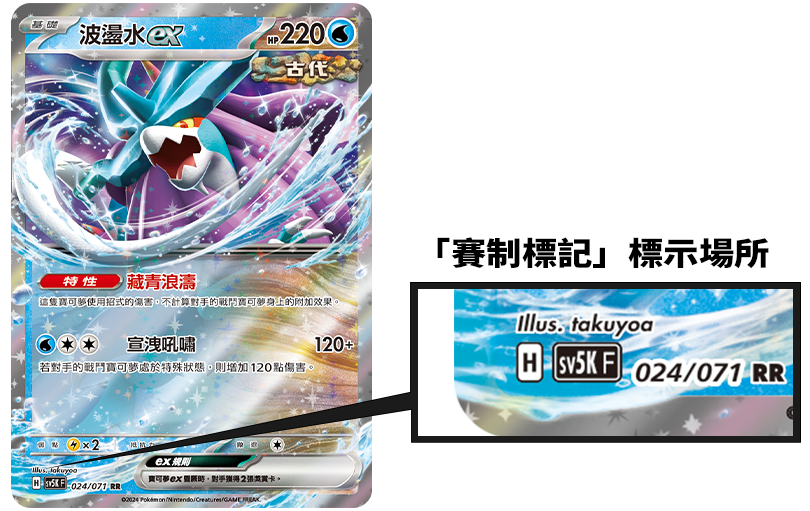 基礎 波盪水ex HP220
古代
特性 藏青浪濤
這隻寶可夢使用招式的傷害，不計算對手的戰鬥寶可夢身上的附加效果。
宣洩吼嘯 120+
若對手的戰鬥寶可夢處於特殊狀態，則增加120點傷害。
弱點 ×2 抵抗力 撤退
ex規則
寶可夢ex昏厥時，對手獲得2張獎賞卡。
Illus. takuyoa
H sv5K F 024/071 RR
©2024 Pokémon/Nintendo/Creatures/GAME FREAK.
「賽制標記」標示場所
Illus. takuyoa
H sv5K F 024/071 RR
©